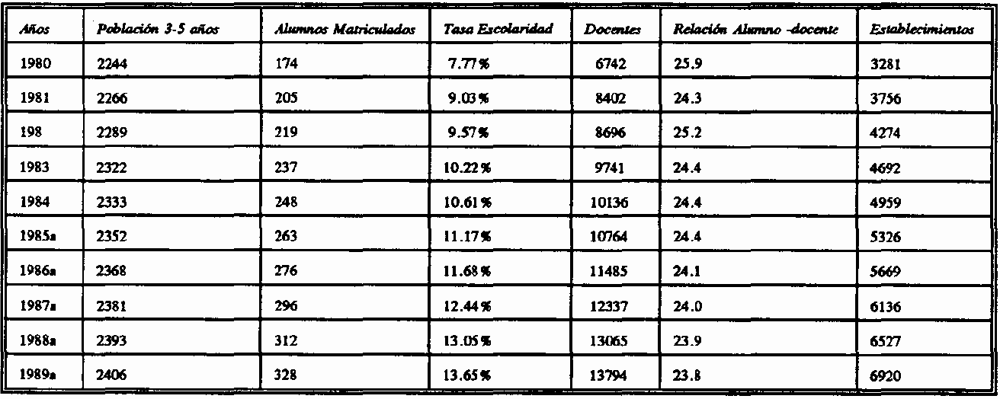 Años Población 3-5 años Alumnos Matriculados Tasa Escolaridad Docentes Relación Alumno -docente Establecimientos
1980 2244 174 7.77% 6742 25.9 3281
1981 2266 205 9.03% 8402 24.3 3756
198 2289 219 9.57% 8696 25.2 4274
1983 2322 237 10.22% 9741 24.4 4692
1984 2333 248 10.61% 10136 24.4 4959
1985a 2352 263 11.17% 10764 24.4 5326
1986a 2368 276 11.68% 11485 24.1 5669
1987a 2381 296 12.44% 12337 24.0 6136
1988a 2393 312 13.05% 13065 23.9 6527
1989a 2406 328 13.65% 13794 23.8 6920